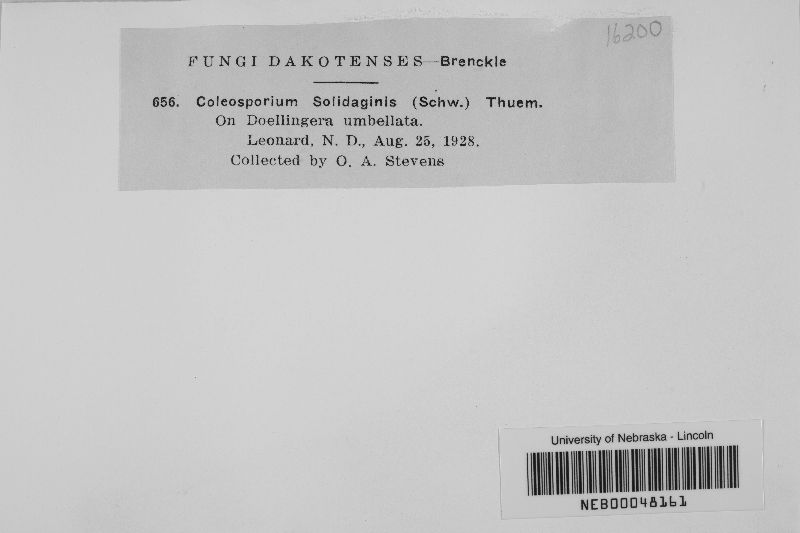 16200
FUNGI DAKOTENSES—Brenckle
656. Coleosporium Solidaginis (Schw.) Thuem.
On Doellingera umbellata.
Leonard, N. D., Aug. 25, 1928.
Collected by O. A. Stevens
University of Nebraska - Lincoln
NEB00048161